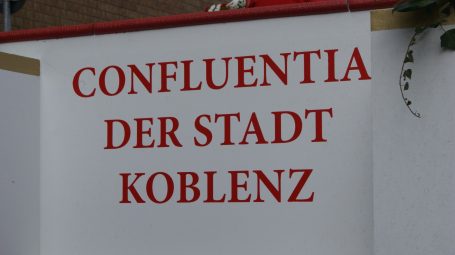 CONFLUENTIA
DER STADT
KOBLENZ